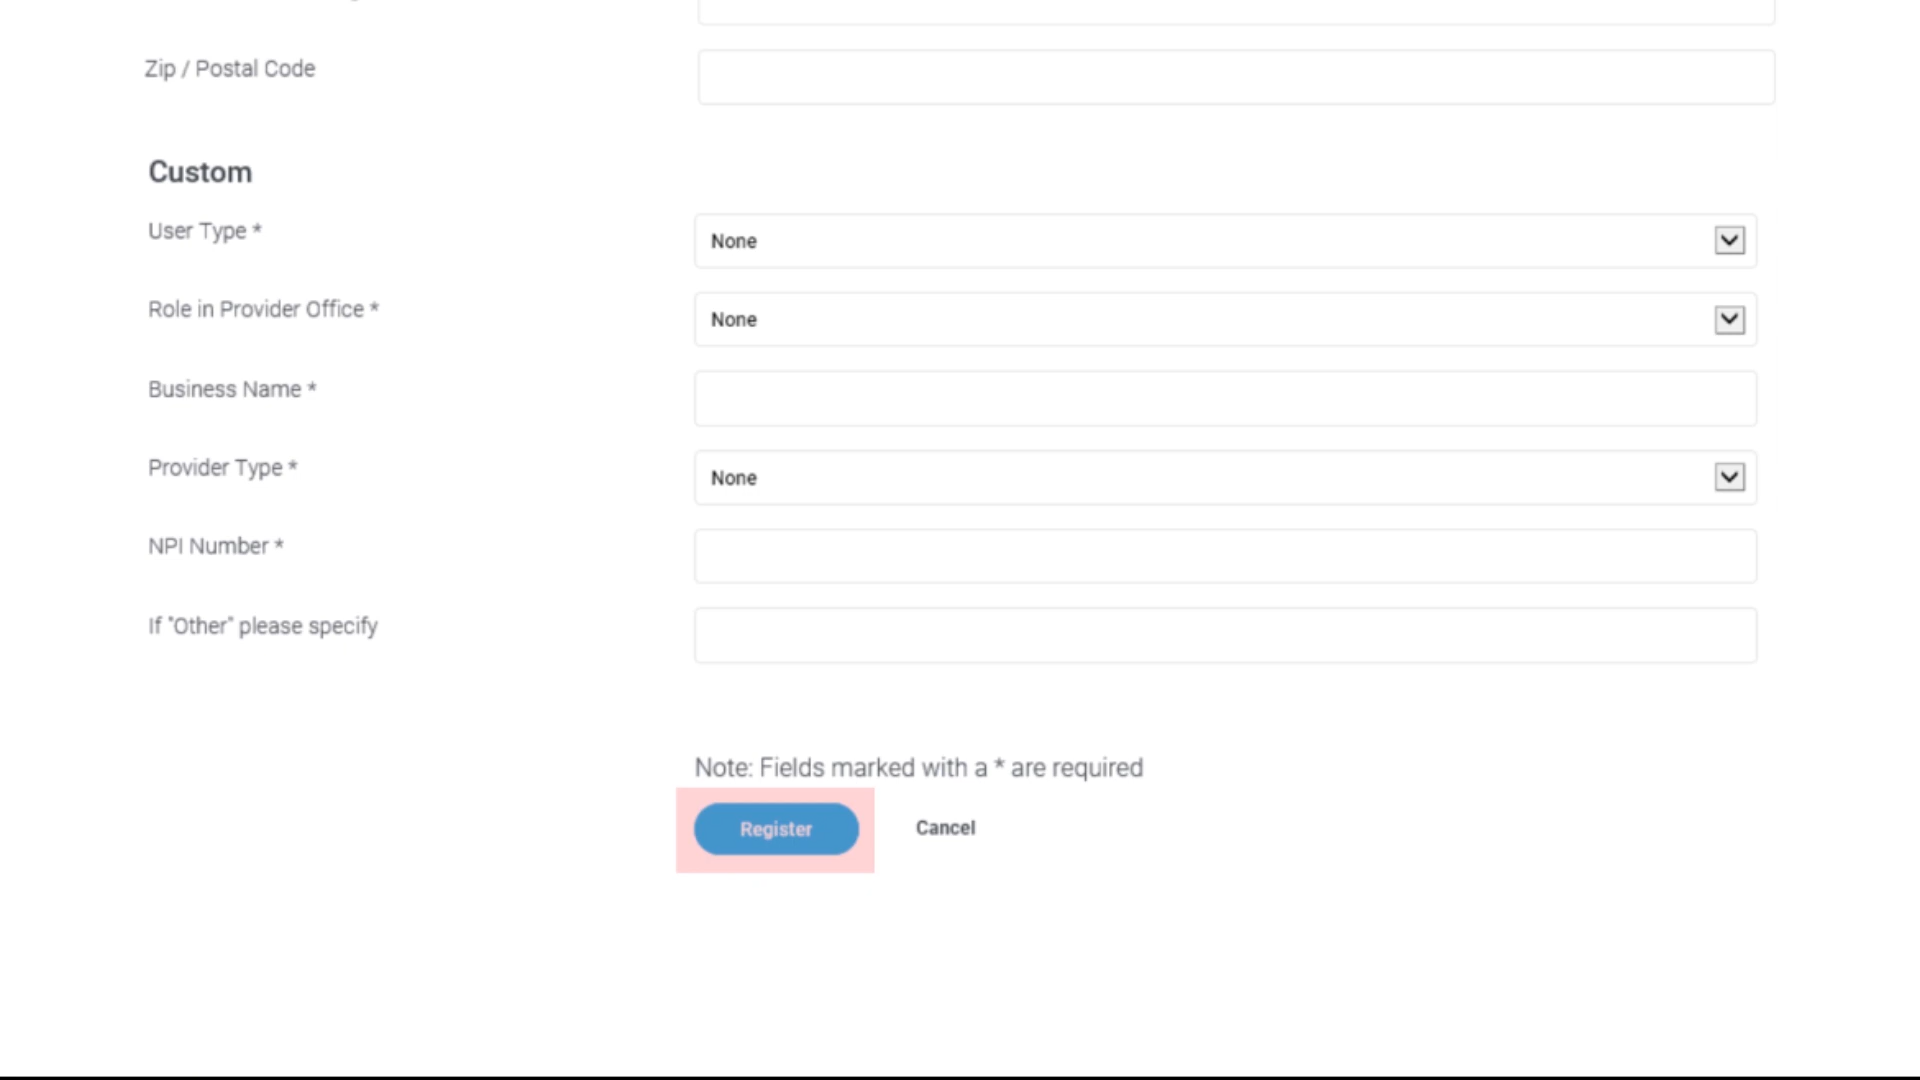 Zip / Postal Code
Custom
User Type *
None
Role in Provider Office *
None
Business Name *
Provider Type *
None
NPI Number *
If "Other" please specify
Note: Fields marked with a * are required
Register
Cancel